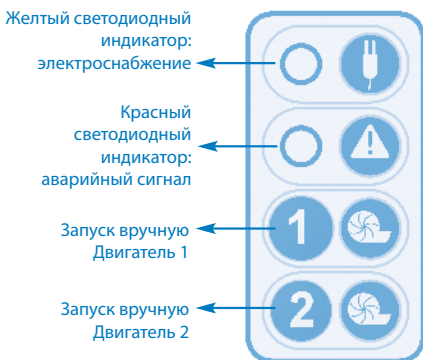 Желтый светодиодный
индикатор:
электроснабжение
Красный
светодиодный
индикатор:
аварийный сигнал
1
Запуск вручную
Двигатель 1
2
Запуск вручную
Двигатель 2